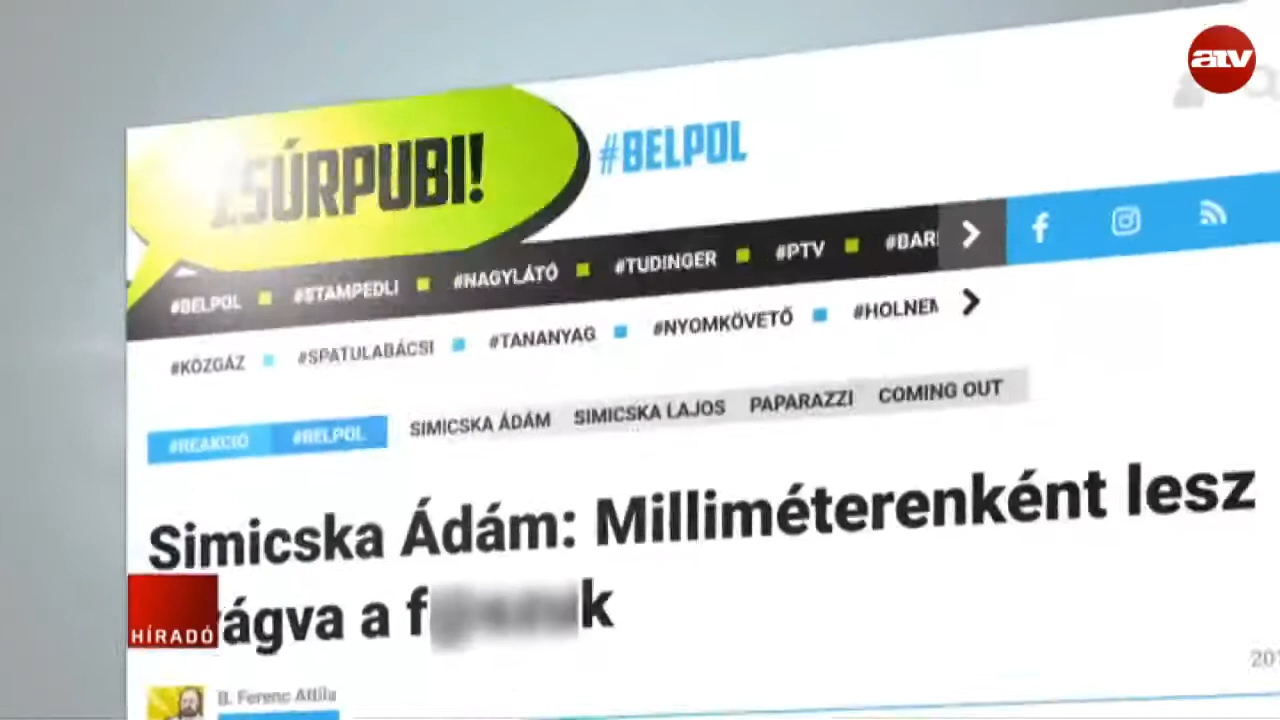 atv
ZSÚRPUBI!
#BELPOL
#BELPOL #STAMPEDLI #NAGYLÁTÓ #TUDINGER #PTV #BAR
#KÖZGÁZ #SPATULABÁCSI #TANANYAG #NYOMKÖVETŐ #HOLNEM
#REAKCIÓ #BELPOL SIMICSKA ÁDÁM SIMICSKA LAJOS PAPARAZZI COMING OUT
Simicska Ádám: Milliméterenként lesz
ágva a f k
HÍRADÓ
B. Ferenc Attila
201